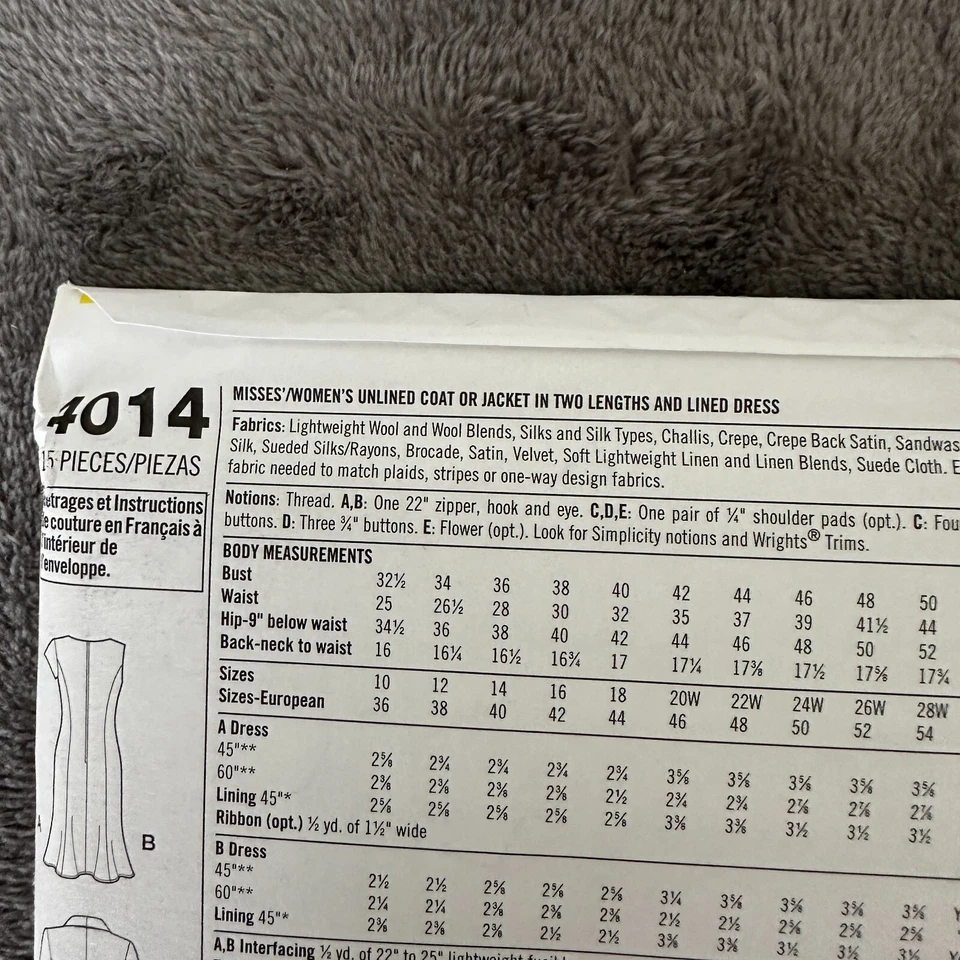 4014
15 PIECES/PIEZAS
Métrages et Instructions
de couture en Français à
l'intérieur de
l'enveloppe.
B
MISSES'/WOMEN'S UNLINED COAT OR JACKET IN TWO LENGTHS AND LINED DRESS
Fabrics: Lightweight Wool and Wool Blends, Silks and Silk Types, Challis, Crepe, Crepe Back Satin, Sandwas
Silk, Sueded Silks/Rayons, Brocade, Satin, Velvet, Soft Lightweight Linen and Linen Blends, Suede Cloth. E
fabric needed to match plaids, stripes or one-way design fabrics.
Notions: Thread. A,B: One 22" zipper, hook and eye. C,D,E: One pair of ¼" shoulder pads (opt.). C: Fou
buttons. D: Three ¾" buttons. E: Flower (opt.). Look for Simplicity notions and Wrights® Trims.
BODY MEASUREMENTS
Bust 32½ 34 36 38 40 42 44 46 48 50
Waist 25 26½ 28 30 32 35 37 39 41½ 44
Hip-9" below waist 34½ 36 38 40 42 44 46 48 50 52
Back-neck to waist 16 16¼ 16½ 16¾ 17 17¼ 17⅜ 17½ 17⅝ 17¾
Sizes 10 12 14 16 18 20W 22W 24W 26W 28W
Sizes-European 36 38 40 42 44 46 48 50 52 54
A Dress
45"** 2⅝ 2¾ 2¾ 2¾ 2¾ 3⅝ 3⅝ 3⅝ 3⅝ 3⅝
60"** 2⅜ 2⅜ 2⅜ 2⅜ 2½ 2¾ 2¾ 2⅞ 2⅞ 2⅞
Lining 45"* 2⅝ 2⅝ 2⅝ 2⅝ 2⅝ 3⅜ 3⅜ 3½ 3½ 3½
Ribbon (opt.) ½ yd. of 1½" wide
B Dress
45"** 2½ 2½ 2⅝ 2⅝ 2⅝ 3¼ 3⅜ 3⅝ 3⅝ 3⅝
60"** 2¼ 2¼ 2⅜ 2⅜ 2⅜ 2½ 2½ 2⅝ 2⅝ 2⅝
Lining 45"* 2⅜ 2⅜ 2½ 2½ 2½ 3⅜ 3⅜ 3½ 3½ 3½
A,B Interfacing ½ yd. of 22" to 25" lightweight